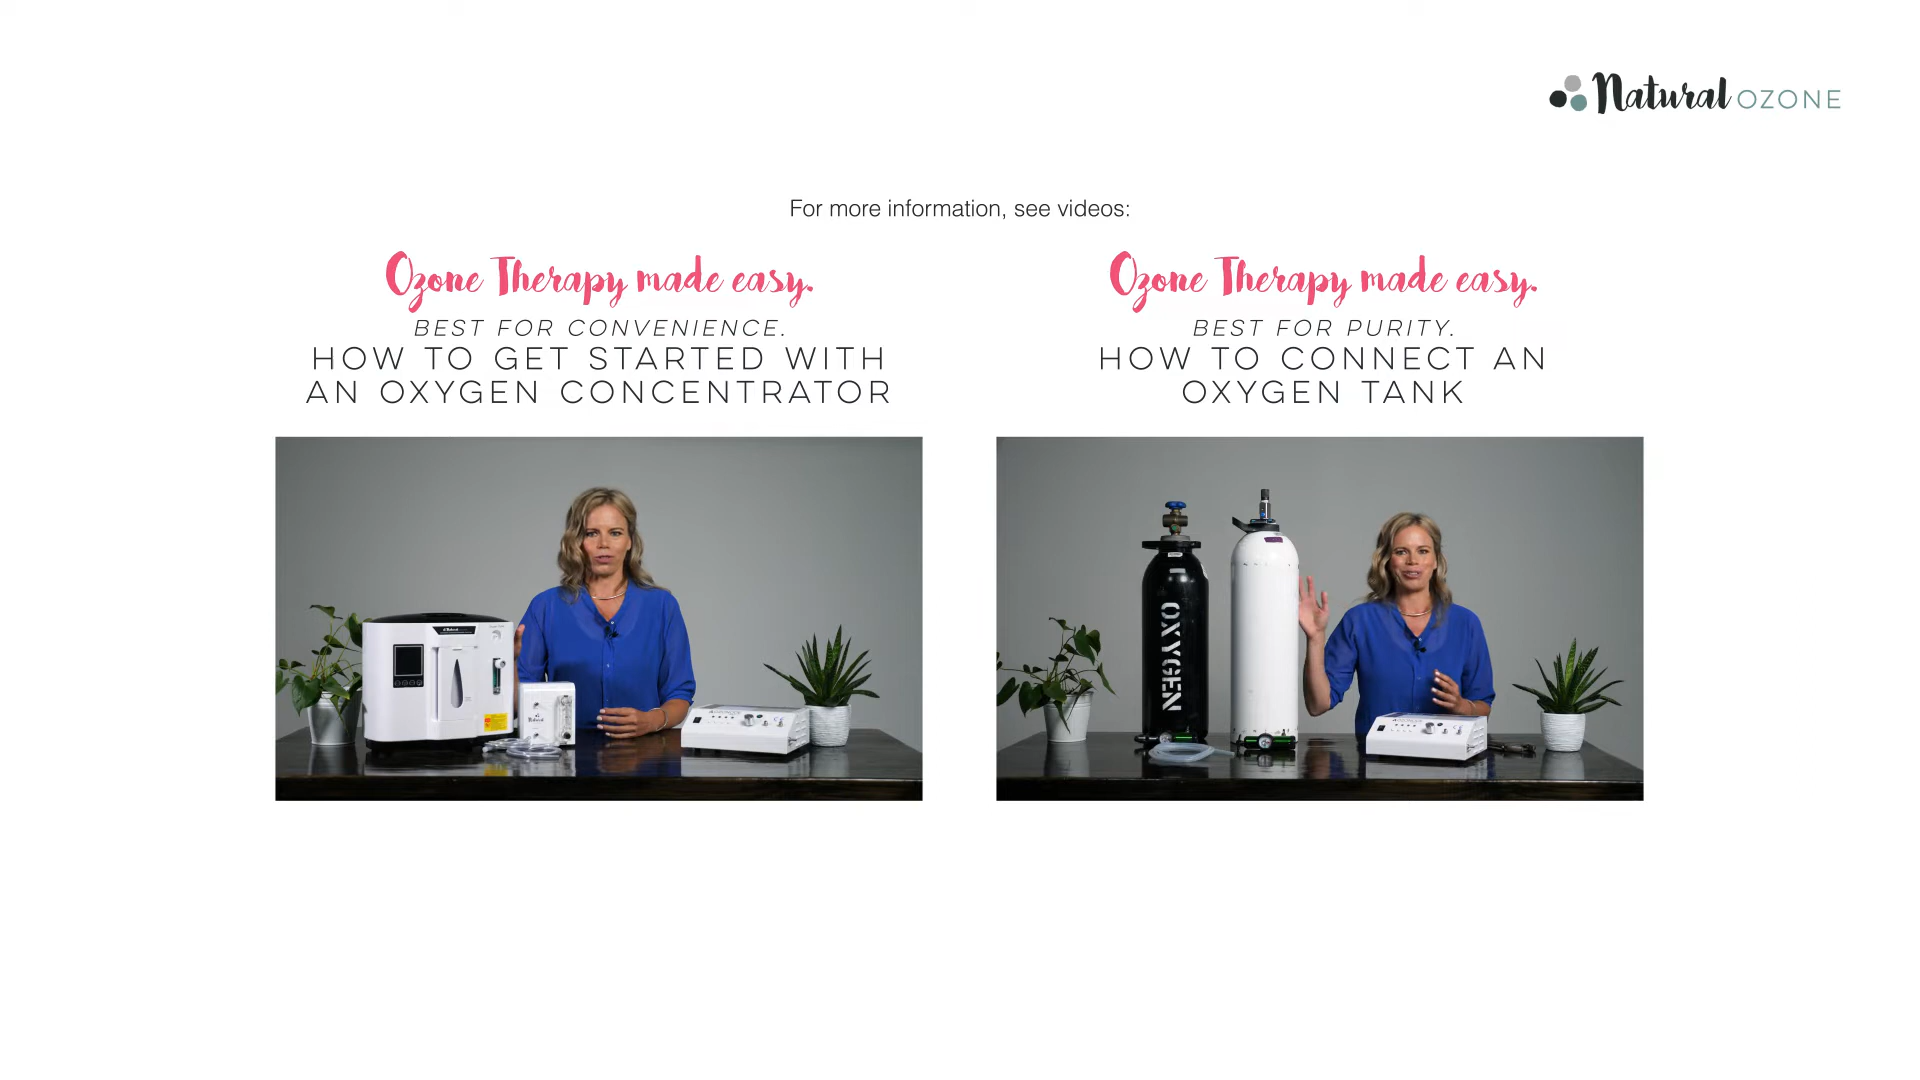 Natural OZONE
For more information, see videos:
Ozone Therapy made easy.
BEST FOR CONVENIENCE.
HOW TO GET STARTED WITH
AN OXYGEN CONCENTRATOR
Ozone Therapy made easy.
BEST FOR PURITY.
HOW TO CONNECT AN
OXYGEN TANK
Natural
OXYGEN